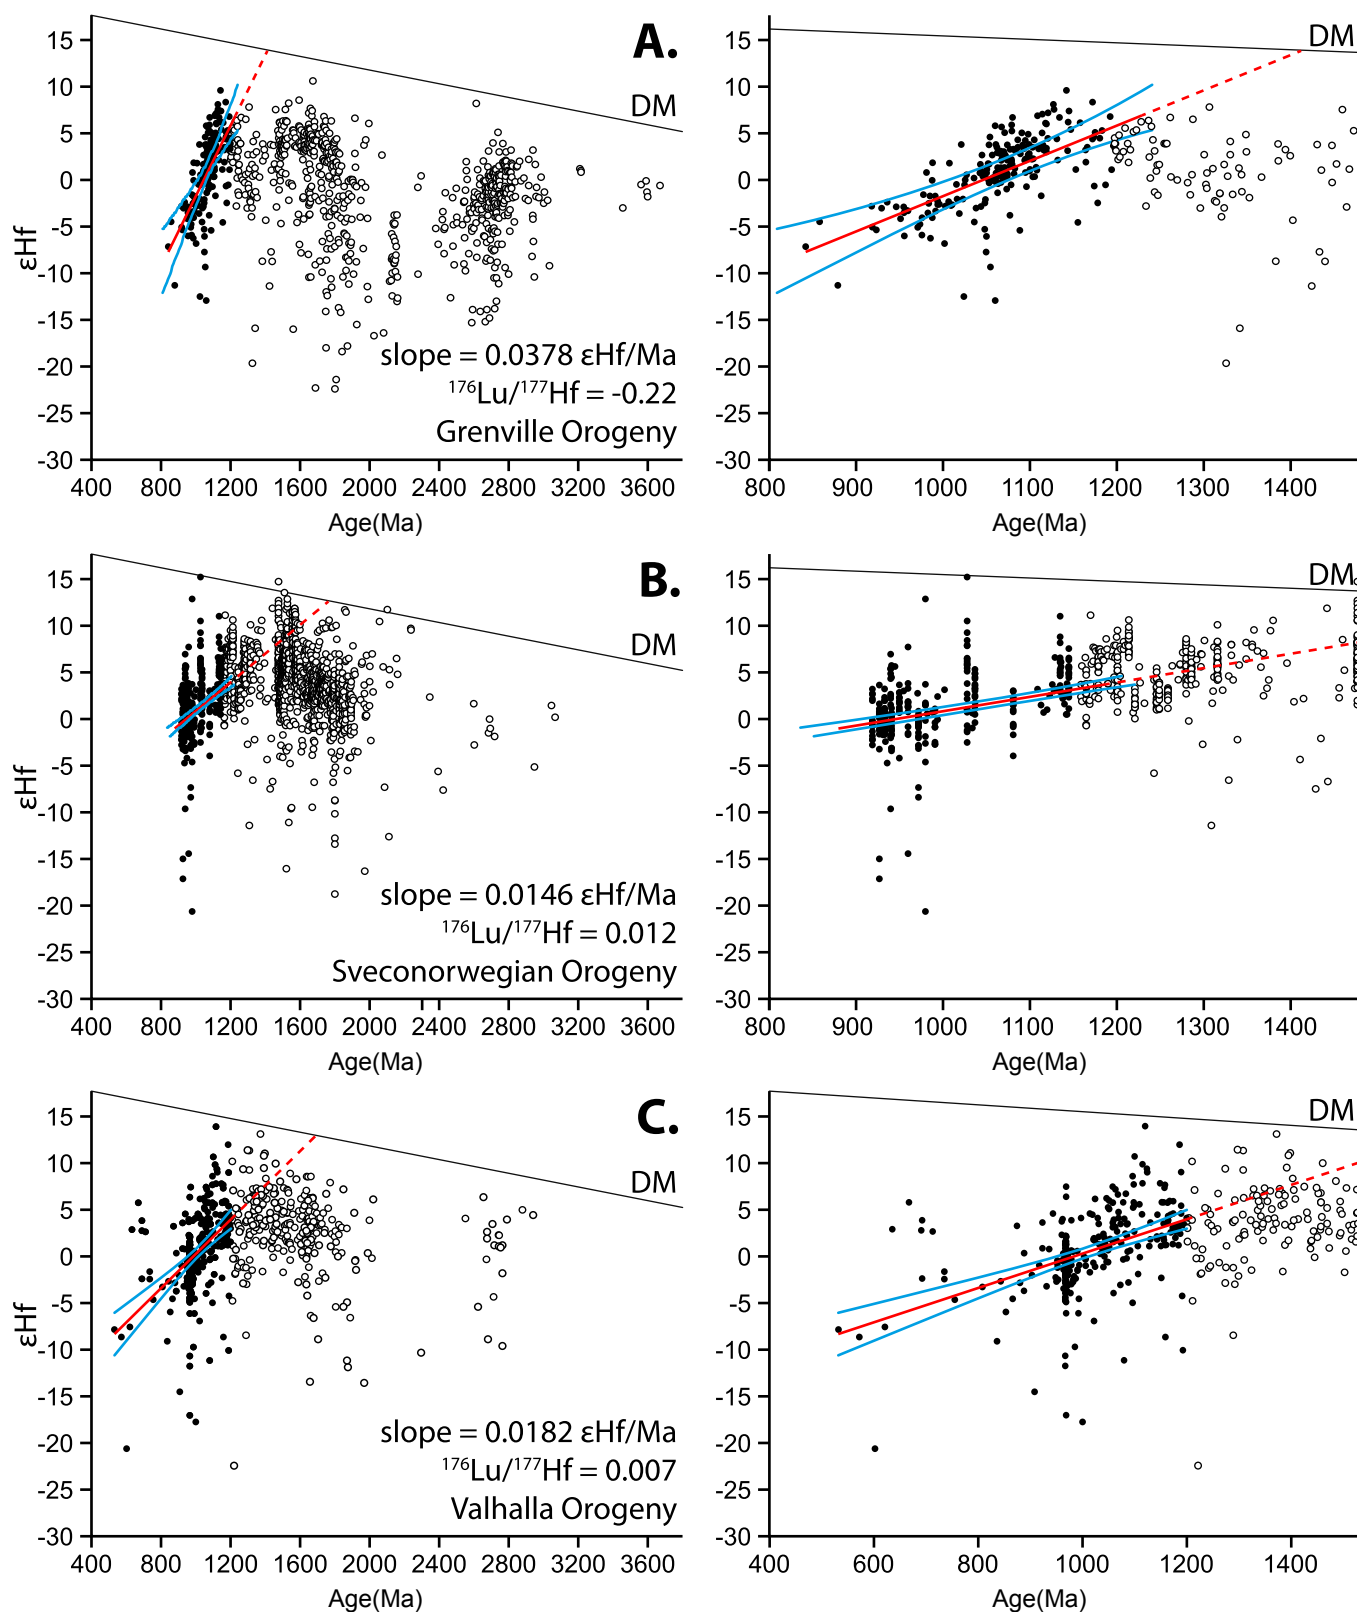 A.
15
10
5
0
-5
-10
-15
-20
-25
-30
εHf
DM
slope = 0.0378 εHf/Ma
¹⁷⁶Lu/¹⁷⁷Hf = -0.22
Grenville Orogeny
400 800 1200 1600 2000 2400 2800 3200 3600
Age(Ma)
15
10
5
0
-5
-10
-15
-20
-25
-30
DM
800 900 1000 1100 1200 1300 1400
Age(Ma)
B.
15
10
5
0
-5
-10
-15
-20
-25
-30
εHf
DM
slope = 0.0146 εHf/Ma
¹⁷⁶Lu/¹⁷⁷Hf = 0.012
Sveconorwegian Orogeny
400 800 1200 1600 2000 2400 2800 3200 3600
Age(Ma)
15
10
5
0
-5
-10
-15
-20
-25
-30
DM
800 900 1000 1100 1200 1300 1400
Age(Ma)
C.
15
10
5
0
-5
-10
-15
-20
-25
-30
εHf
DM
slope = 0.0182 εHf/Ma
¹⁷⁶Lu/¹⁷⁷Hf = 0.007
Valhalla Orogeny
400 800 1200 1600 2000 2400 2800 3200 3600
Age(Ma)
15
10
5
0
-5
-10
-15
-20
-25
-30
DM
400 600 800 1000 1200 1400
Age(Ma)